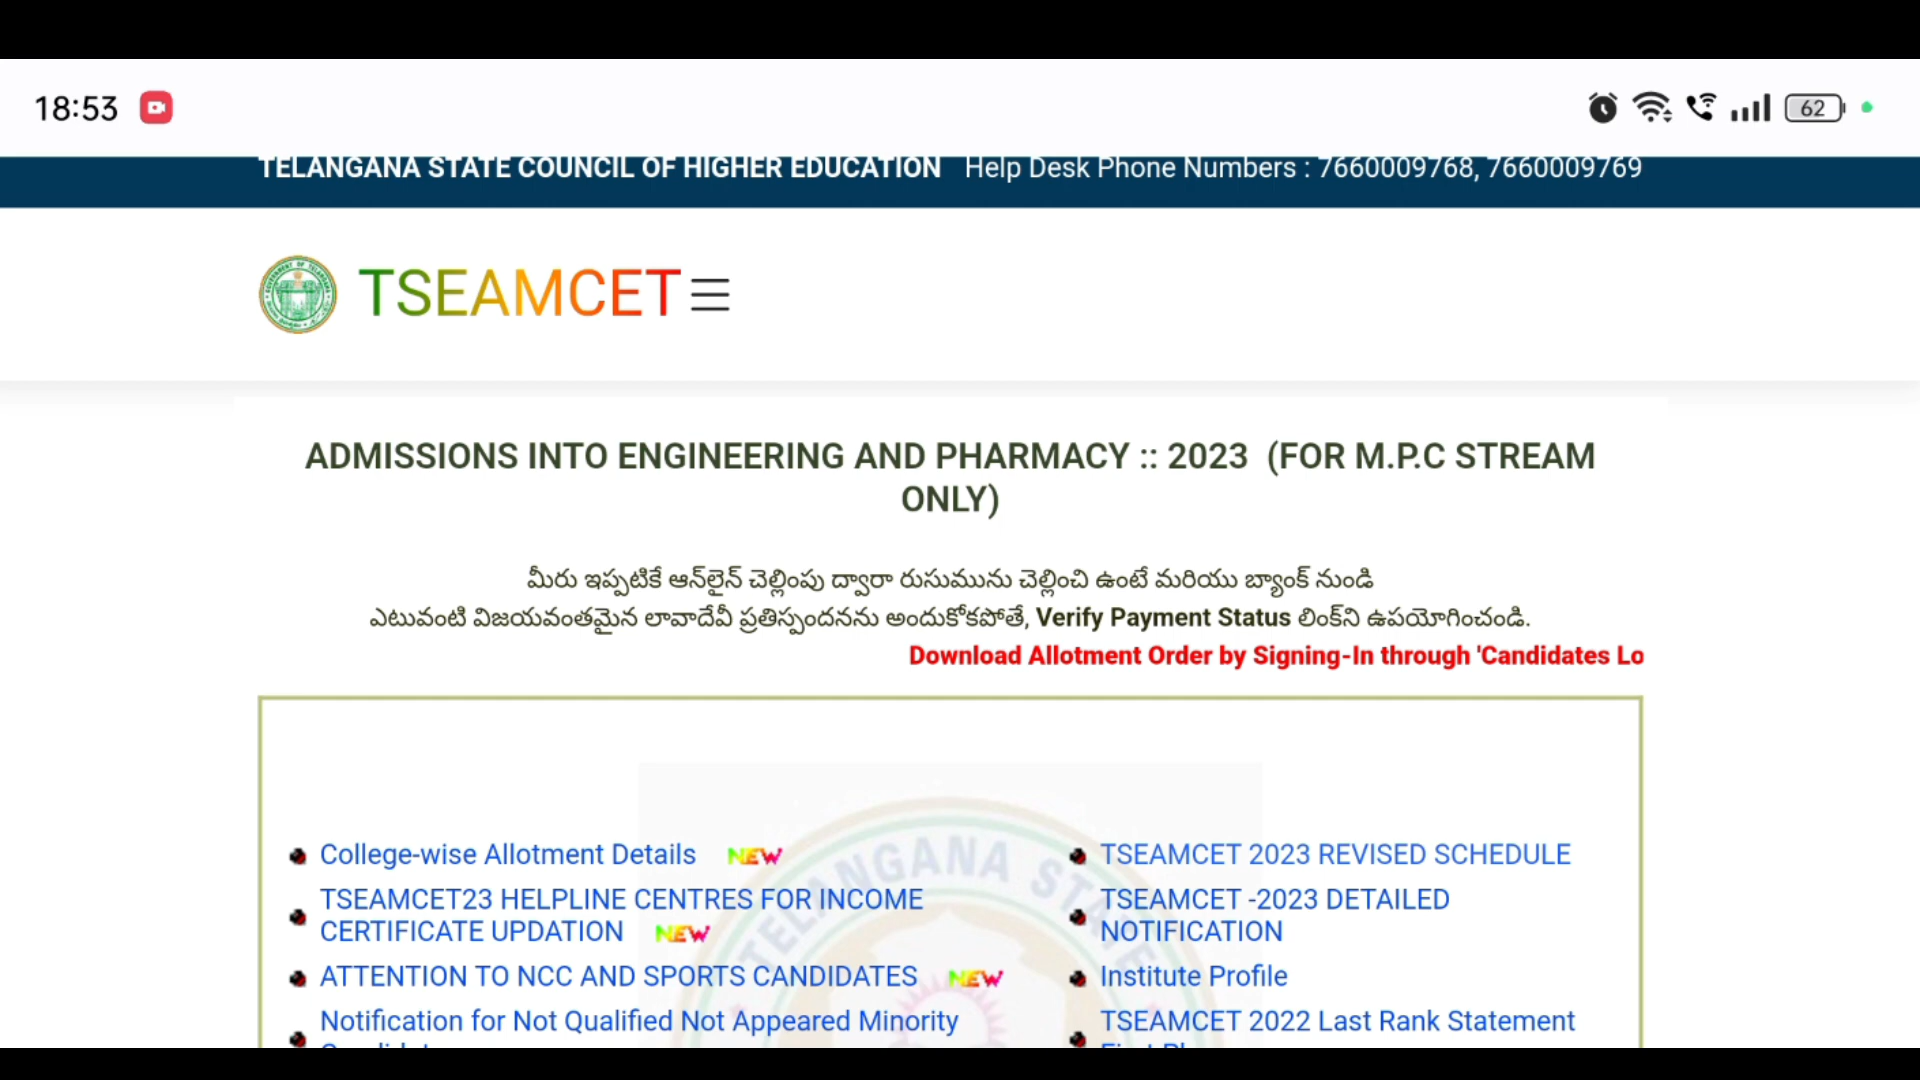 18:53
62
TELANGANA STATE COUNCIL OF HIGHER EDUCATION Help Desk Phone Numbers : 7660009768, 7660009769
TSEAMCET
ADMISSIONS INTO ENGINEERING AND PHARMACY :: 2023 (FOR M.P.C STREAM
ONLY)
మీరు ఇప్పటికే ఆన్‌లైన్ చెల్లింపు ద్వారా రుసుమును చెల్లించి ఉంటే మరియు బ్యాంక్ నుండి
ఎటువంటి విజయవంతమైన లావాదేవీ ప్రతిస్పందనను అందుకోకపోతే, Verify Payment Status లింక్‌ని ఉపయోగించండి.
Download Allotment Order by Signing-In through 'Candidates Lo
College-wise Allotment Details NEW
TSEAMCET23 HELPLINE CENTRES FOR INCOME
CERTIFICATE UPDATION NEW
ATTENTION TO NCC AND SPORTS CANDIDATES NEW
Notification for Not Qualified Not Appeared Minority
TSEAMCET 2023 REVISED SCHEDULE
TSEAMCET -2023 DETAILED
NOTIFICATION
Institute Profile
TSEAMCET 2022 Last Rank Statement
TELANGANA STATE